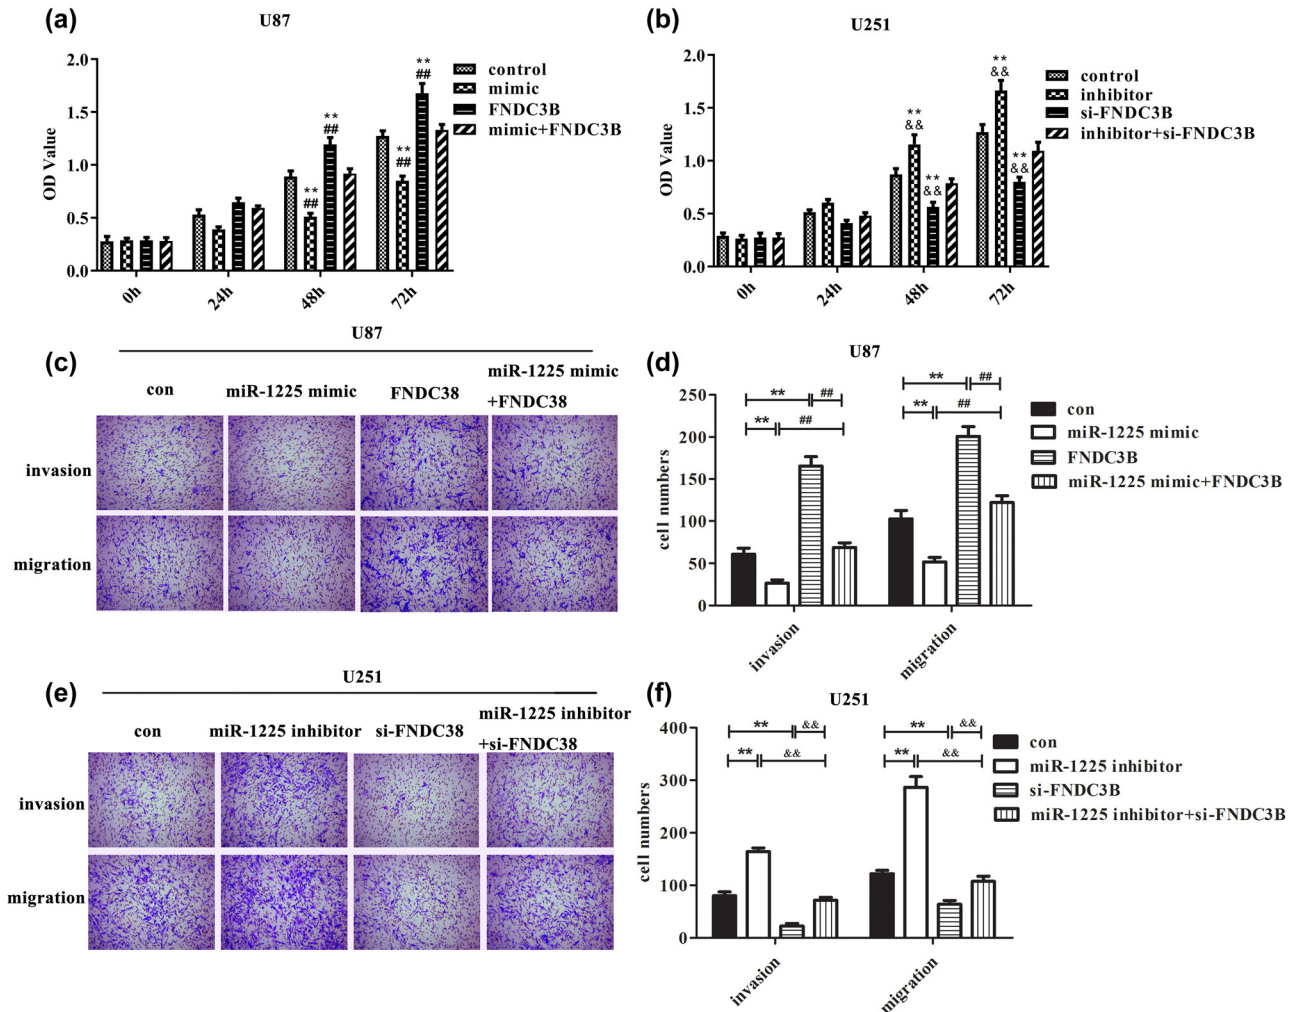 (a)
U87
OD Value
2.0
1.5
1.0
0.5
0.0
**
##
**
##
**
##
**
##
0h
24h
48h
72h
control
mimic
FNDC3B
mimic+FNDC3B
(b)
U251
OD Value
2.0
1.5
1.0
0.5
0.0
**
&&
**
&&
**
&&
**
&&
0h
24h
48h
72h
control
inhibitor
si-FNDC3B
inhibitor+si-FNDC3B
(c)
U87
con
miR-1225 mimic
FNDC38
miR-1225 mimic
+FNDC38
invasion
migration
(d)
U87
cell numbers
250
200
150
100
50
0
** ##
** ##
** ##
** ##
invasion
migration
con
miR-1225 mimic
FNDC3B
miR-1225 mimic+FNDC3B
(e)
U251
con
miR-1225 inhibitor
si-FNDC38
miR-1225 inhibitor
+si-FNDC38
invasion
migration
(f)
U251
cell numbers
400
300
200
100
0
** &&
** &&
** &&
** &&
invasion
migration
con
miR-1225 inhibitor
si-FNDC3B
miR-1225 inhibitor+si-FNDC3B